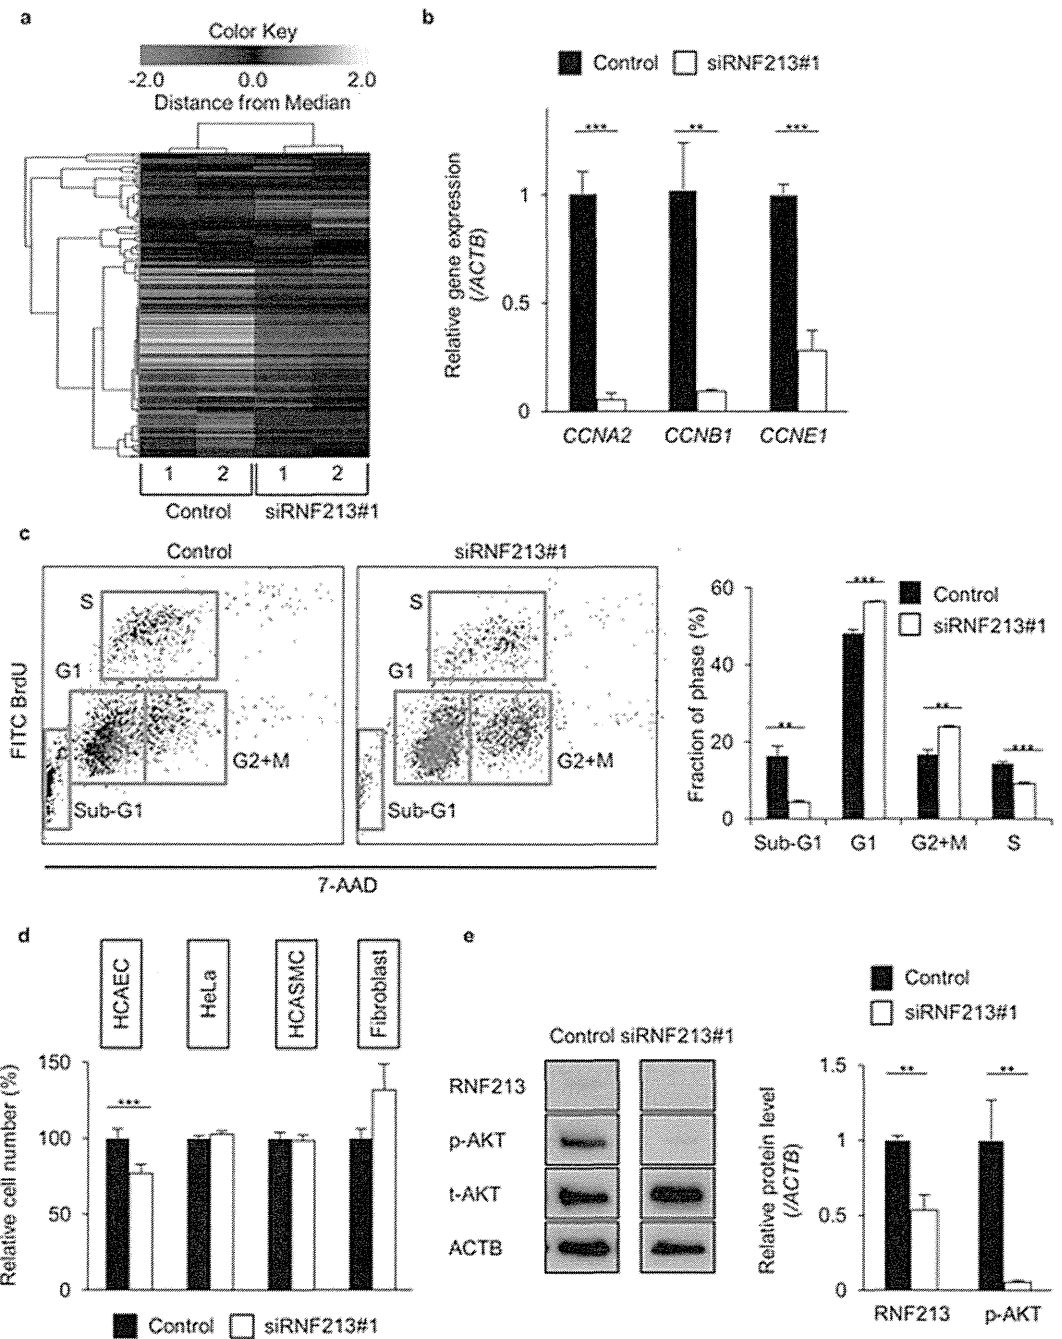 a
Color Key
-2.0 0.0 2.0
Distance from Median
1 2 1 2
Control siRNF213#1
b
Control siRNF213#1
Relative gene expression
(/ACTB)
1
0.5
0
*** ** ***
CCNA2 CCNB1 CCNE1
c
Control
siRNF213#1
FITC BrdU
S
G1
G2+M
Sub-G1
S
G1
G2+M
Sub-G1
7-AAD
Fraction of phase (%)
60
40
20
0
** *** ** ***
Control
siRNF213#1
Sub-G1 G1 G2+M S
d
HCAEC
HeLa
HCASMC
Fibroblast
Relative cell number (%)
150
100
50
0
***
Control siRNF213#1
e
Control siRNF213#1
RNF213
p-AKT
t-AKT
ACTB
Control
siRNF213#1
Relative protein level
(/ACTB)
1.5
1
0.5
0
** **
RNF213 p-AKT